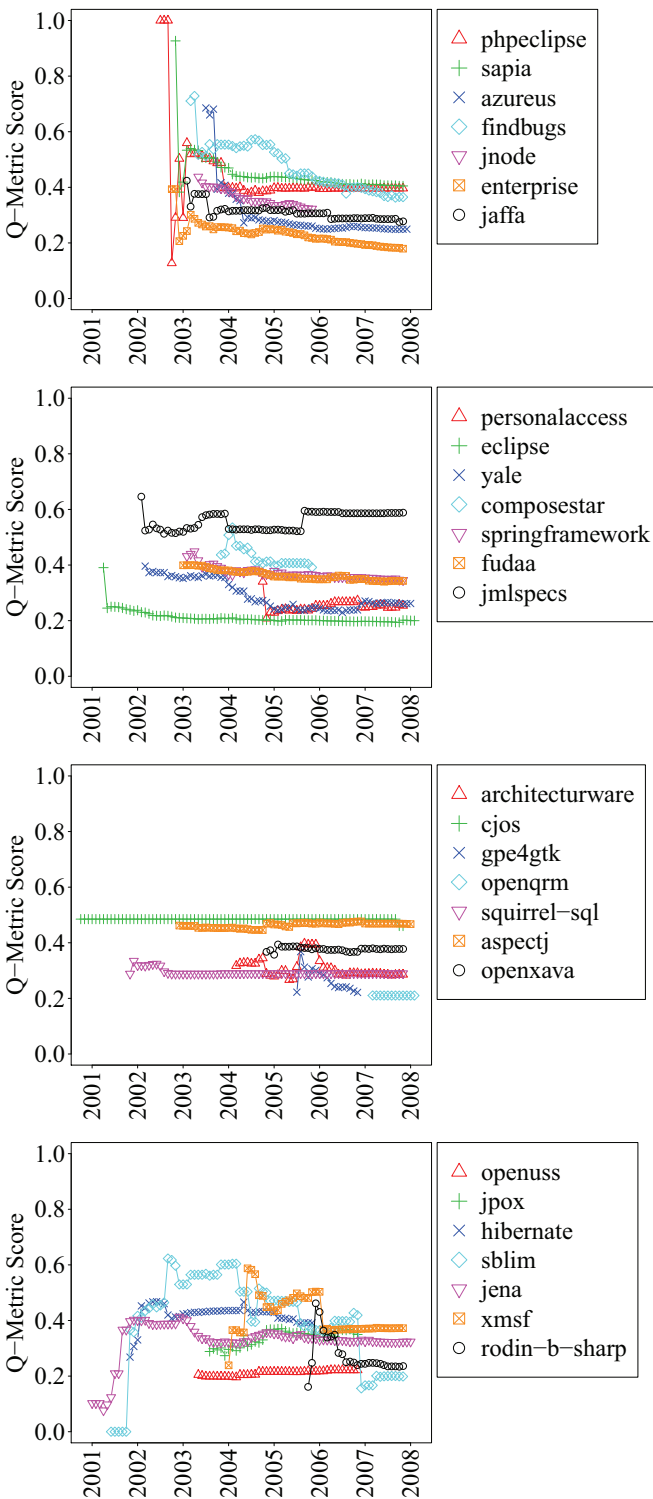 1.0
0.8
0.6
0.4
0.2
0.0
Q−Metric Score
2001 2002 2003 2004 2005 2006 2007 2008
phpeclipse
sapia
azureus
findbugs
jnode
enterprise
jaffa
1.0
0.8
0.6
0.4
0.2
0.0
Q−Metric Score
2001 2002 2003 2004 2005 2006 2007 2008
personalaccess
eclipse
yale
composestar
springframework
fudaa
jmlspecs
1.0
0.8
0.6
0.4
0.2
0.0
Q−Metric Score
2001 2002 2003 2004 2005 2006 2007 2008
architecturware
cjos
gpe4gtk
openqrm
squirrel−sql
aspectj
openxava
1.0
0.8
0.6
0.4
0.2
0.0
Q−Metric Score
2001 2002 2003 2004 2005 2006 2007 2008
openuss
jpox
hibernate
sblim
jena
xmsf
rodin−b−sharp